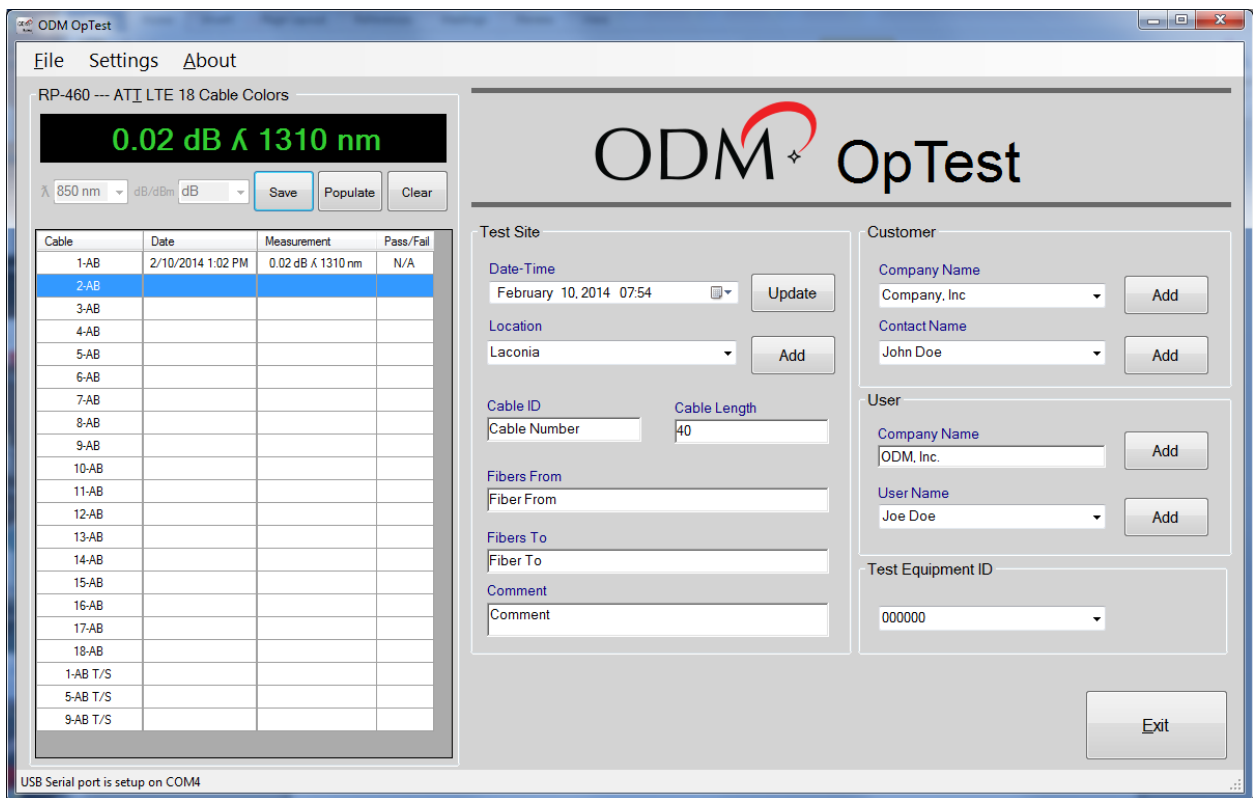 ODM OpTest
File Settings About
RP-460 --- ATT LTE 18 Cable Colors
0.02 dB ʎ 1310 nm
λ 850 nm dB/dBm dB Save Populate Clear
Cable Date Measurement Pass/Fail
1-AB 2/10/2014 1:02 PM 0.02 dB ʎ 1310 nm N/A
2-AB
3-AB
4-AB
5-AB
6-AB
7-AB
8-AB
9-AB
10-AB
11-AB
12-AB
13-AB
14-AB
15-AB
16-AB
17-AB
18-AB
1-AB T/S
5-AB T/S
9-AB T/S
ODM OpTest
Test Site
Date-Time
February 10, 2014 07:54 Update
Location
Laconia Add
Cable ID Cable Length
Cable Number 40
Fibers From
Fiber From
Fibers To
Fiber To
Comment
Comment
Customer
Company Name
Company, Inc Add
Contact Name
John Doe Add
User
Company Name
ODM, Inc. Add
User Name
Joe Doe Add
Test Equipment ID
000000
Exit
USB Serial port is setup on COM4